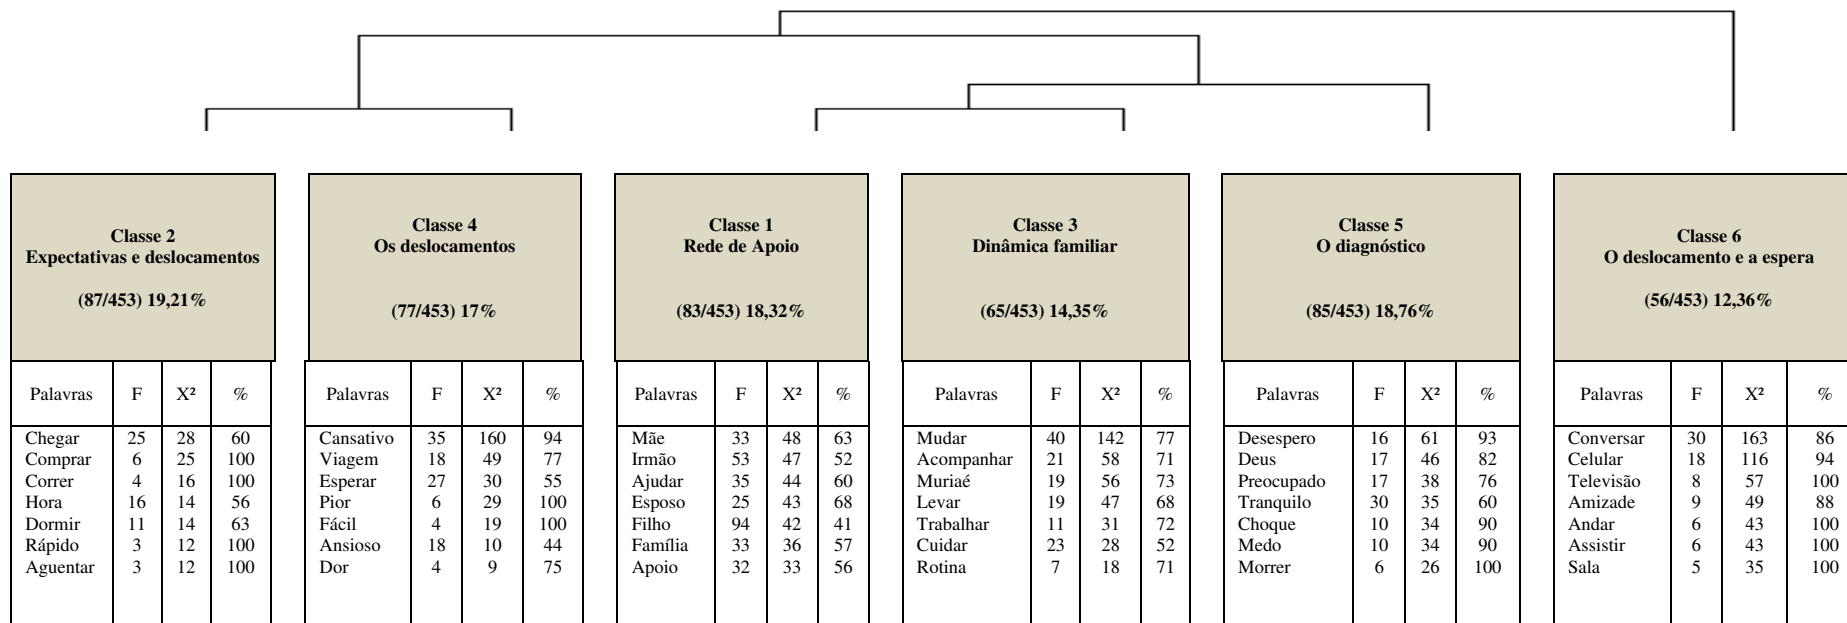 Classe 2
Expectativas e deslocamentos
(87/453) 19,21%
Palavras F X² %
Chegar 25 28 60
Comprar 6 25 100
Correr 4 16 100
Hora 16 14 56
Dormir 11 14 63
Rápido 3 12 100
Aguentar 3 12 100
Classe 4
Os deslocamentos
(77/453) 17%
Palavras F X² %
Cansativo 35 160 94
Viagem 18 49 77
Esperar 27 30 55
Pior 6 29 100
Fácil 4 19 100
Ansioso 18 10 44
Dor 4 9 75
Classe 1
Rede de Apoio
(83/453) 18,32%
Palavras F X² %
Mãe 33 48 63
Irmão 53 47 52
Ajudar 35 44 60
Esposo 25 43 68
Filho 94 42 41
Família 33 36 57
Apoio 32 33 56
Classe 3
Dinâmica familiar
(65/453) 14,35%
Palavras F X² %
Mudar 40 142 77
Acompanhar 21 58 71
Muriaé 19 56 73
Levar 19 47 68
Trabalhar 11 31 72
Cuidar 23 28 52
Rotina 7 18 71
Classe 5
O diagnóstico
(85/453) 18,76%
Palavras F X² %
Desespero 16 61 93
Deus 17 46 82
Preocupado 17 38 76
Tranquilo 30 35 60
Choque 10 34 90
Medo 10 34 90
Morrer 6 26 100
Classe 6
O deslocamento e a espera
(56/453) 12,36%
Palavras F X² %
Conversar 30 163 86
Celular 18 116 94
Televisão 8 57 100
Amizade 9 49 88
Andar 6 43 100
Assistir 6 43 100
Sala 5 35 100